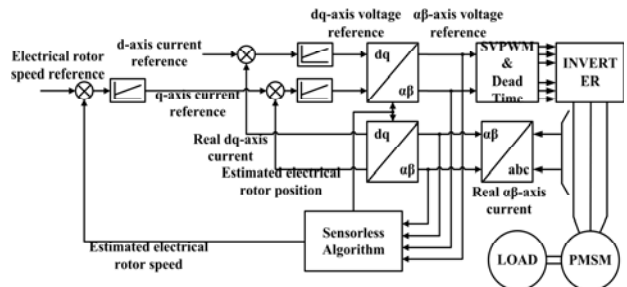 dq-axis voltage
reference
αβ-axis voltage
reference
d-axis current
reference
Electrical rotor
speed reference
q-axis current
reference
dq
αβ
SVPWM
&
Dead
Time
INVERT
ER
Real dq-axis
current
dq
αβ
αβ
abc
Estimated electrical
rotor position
Real αβ-axis
current
Sensorless
Algorithm
Estimated electrical
rotor speed
LOAD
PMSM